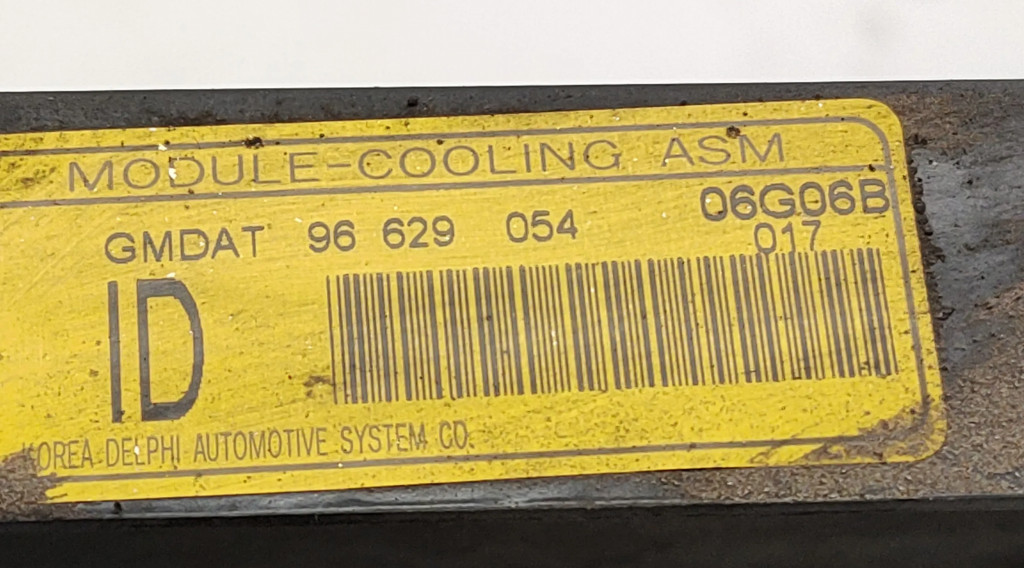 MODULE-COOLING ASM
GMDAT 96 629 054 06G06B
017
ID
KOREA DELPHI AUTOMOTIVE SYSTEM CO.